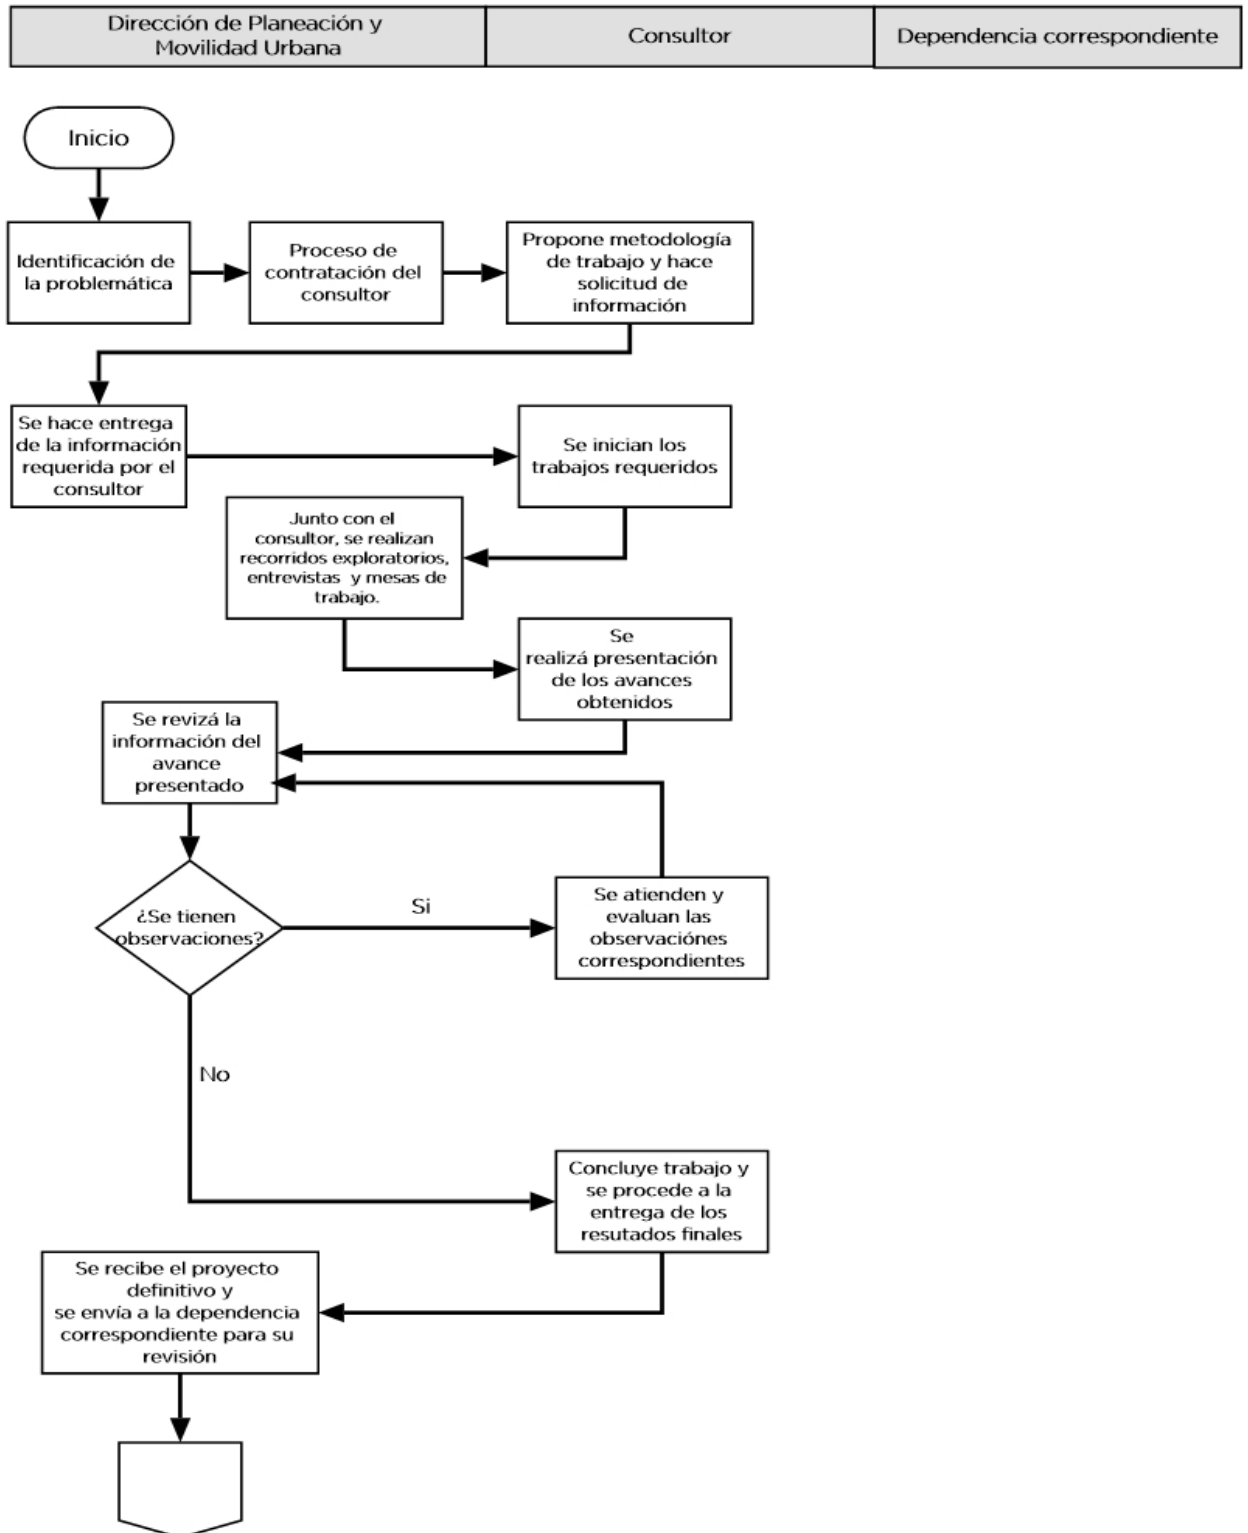 Dirección de Planeación y
Movilidad Urbana
Consultor
Dependencia correspondiente
Inicio
Identificación de
la problemática
Proceso de
contratación del
consultor
Propone metodología
de trabajo y hace
solicitud de
información
Se hace entrega
de la información
requerida por el
consultor
Se inician los
trabajos requeridos
Junto con el
consultor, se realizan
recorridos exploratorios,
entrevistas y mesas de
trabajo.
Se
realizá presentación
de los avances
obtenidos
Se revizá la
información del
avance
presentado
¿Se tienen
observaciones?
Si
Se atienden y
evaluan las
observaciónes
correspondientes
No
Concluye trabajo y
se procede a la
entrega de los
resutados finales
Se recibe el proyecto
definitivo y
se envía a la dependencia
correspondiente para su
revisión